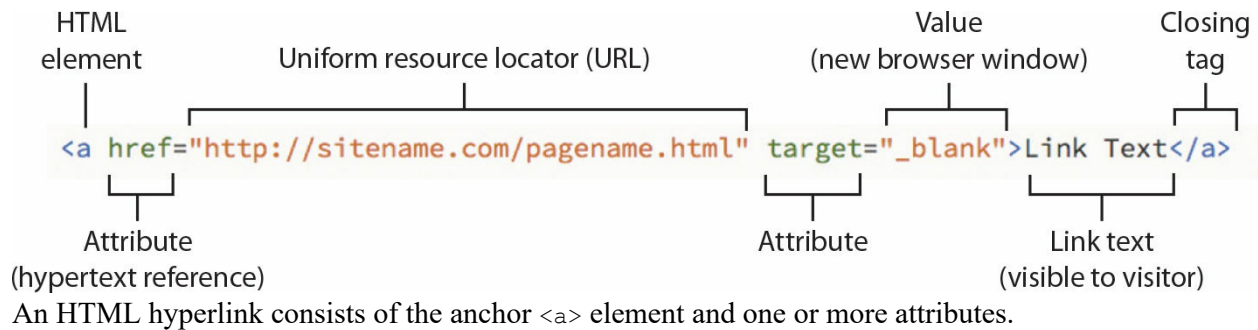 HTML
element
Uniform resource locator (URL)
Value
(new browser window)
Closing
tag
<a href="http://sitename.com/pagename.html" target="_blank">Link Text</a>
Attribute
(hypertext reference)
Attribute
Link text
(visible to visitor)
An HTML hyperlink consists of the anchor <a> element and one or more attributes.